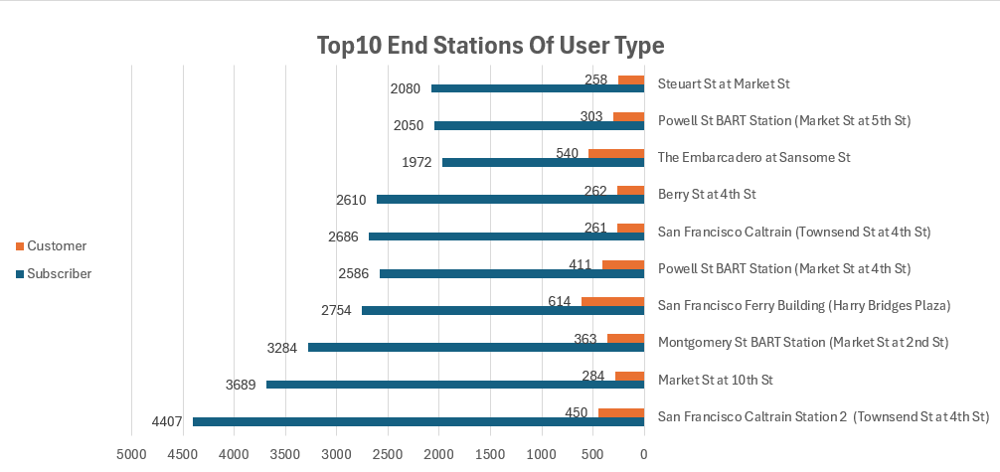 Top10 End Stations Of User Type
258
2080
Steuart St at Market St
303
2050
Powell St BART Station (Market St at 5th St)
540
1972
The Embarcadero at Sansome St
262
2610
Berry St at 4th St
261
2686
San Francisco Caltrain (Townsend St at 4th St)
Customer
Subscriber
411
2586
Powell St BART Station (Market St at 4th St)
614
2754
San Francisco Ferry Building (Harry Bridges Plaza)
363
3284
Montgomery St BART Station (Market St at 2nd St)
284
3689
Market St at 10th St
450
4407
San Francisco Caltrain Station 2  (Townsend St at 4th St)
5000 4500 4000 3500 3000 2500 2000 1500 1000 500 0